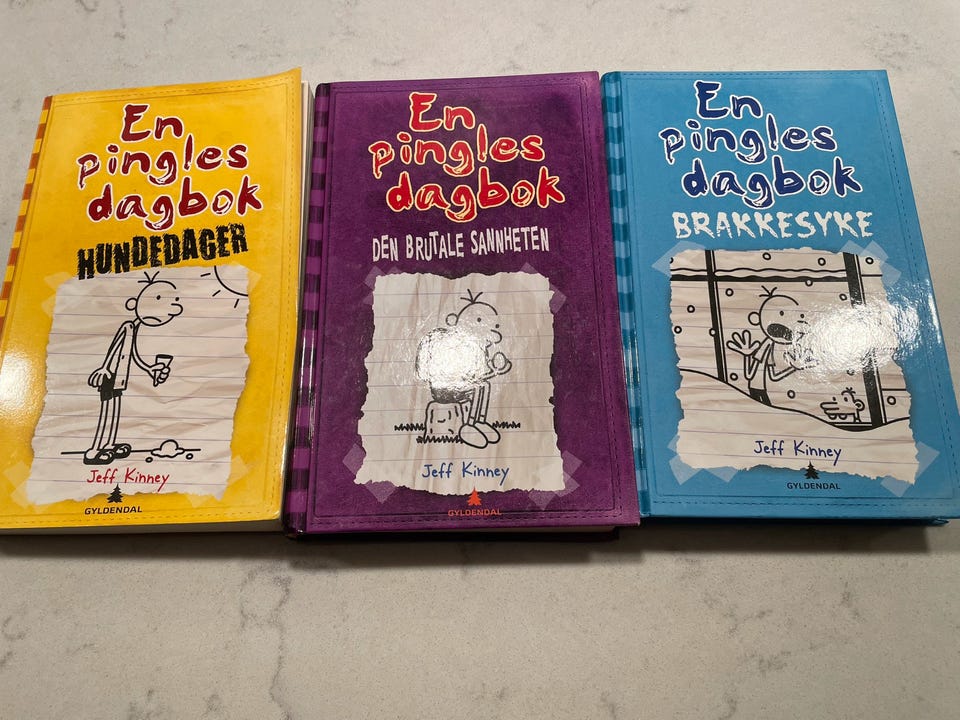 En
pingles
dagbok
HUNDEDAGER
Jeff Kinney
GYLDENDAL
En
pingles
dagbok
DEN BRUTALE SANNHETEN
Jeff Kinney
GYLDENDAL
En
pingles
dagbok
BRAKKESYKE
Jeff Kinney
GYLDENDAL